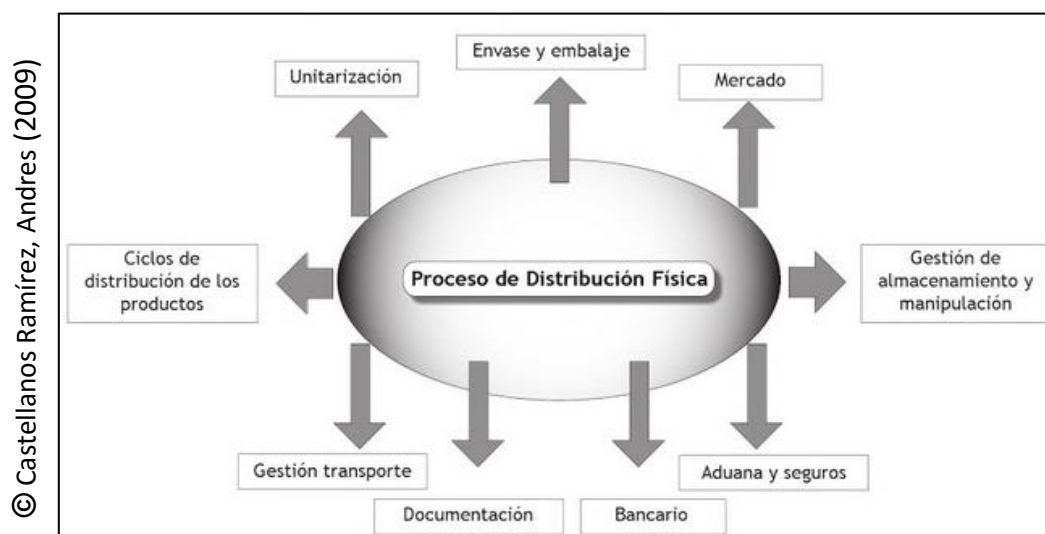 © Castellanos Ramírez, Andres (2009)
Envase y embalaje
Unitarización
Mercado
Ciclos de
distribución de los
productos
Proceso de Distribución Física
Gestión de
almacenamiento y
manipulación
Gestión transporte
Aduana y seguros
Documentación
Bancario